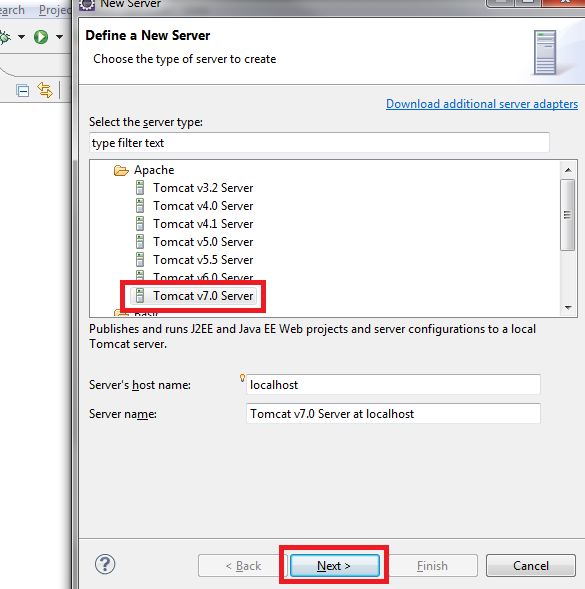 New Server
earch Projec
Define a New Server
Choose the type of server to create
Download additional server adapters
Select the server type:
type filter text
Apache
Tomcat v3.2 Server
Tomcat v4.0 Server
Tomcat v4.1 Server
Tomcat v5.0 Server
Tomcat v5.5 Server
Tomcat v6.0 Server
Tomcat v7.0 Server
Basic
Publishes and runs J2EE and Java EE Web projects and server configurations to a local
Tomcat server.
Server's host name: localhost
Server name: Tomcat v7.0 Server at localhost
? < Back Next > Finish Cancel